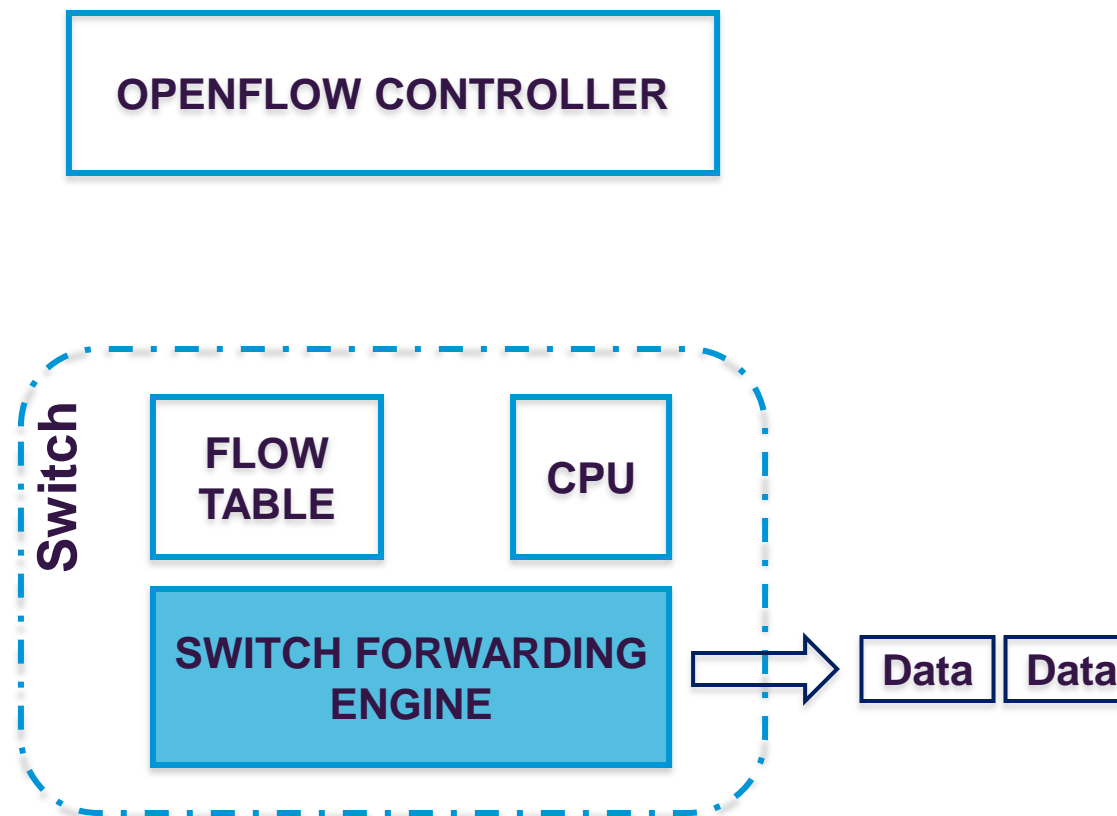 OPENFLOW CONTROLLER
Switch
FLOW
TABLE
CPU
SWITCH FORWARDING
ENGINE
Data
Data